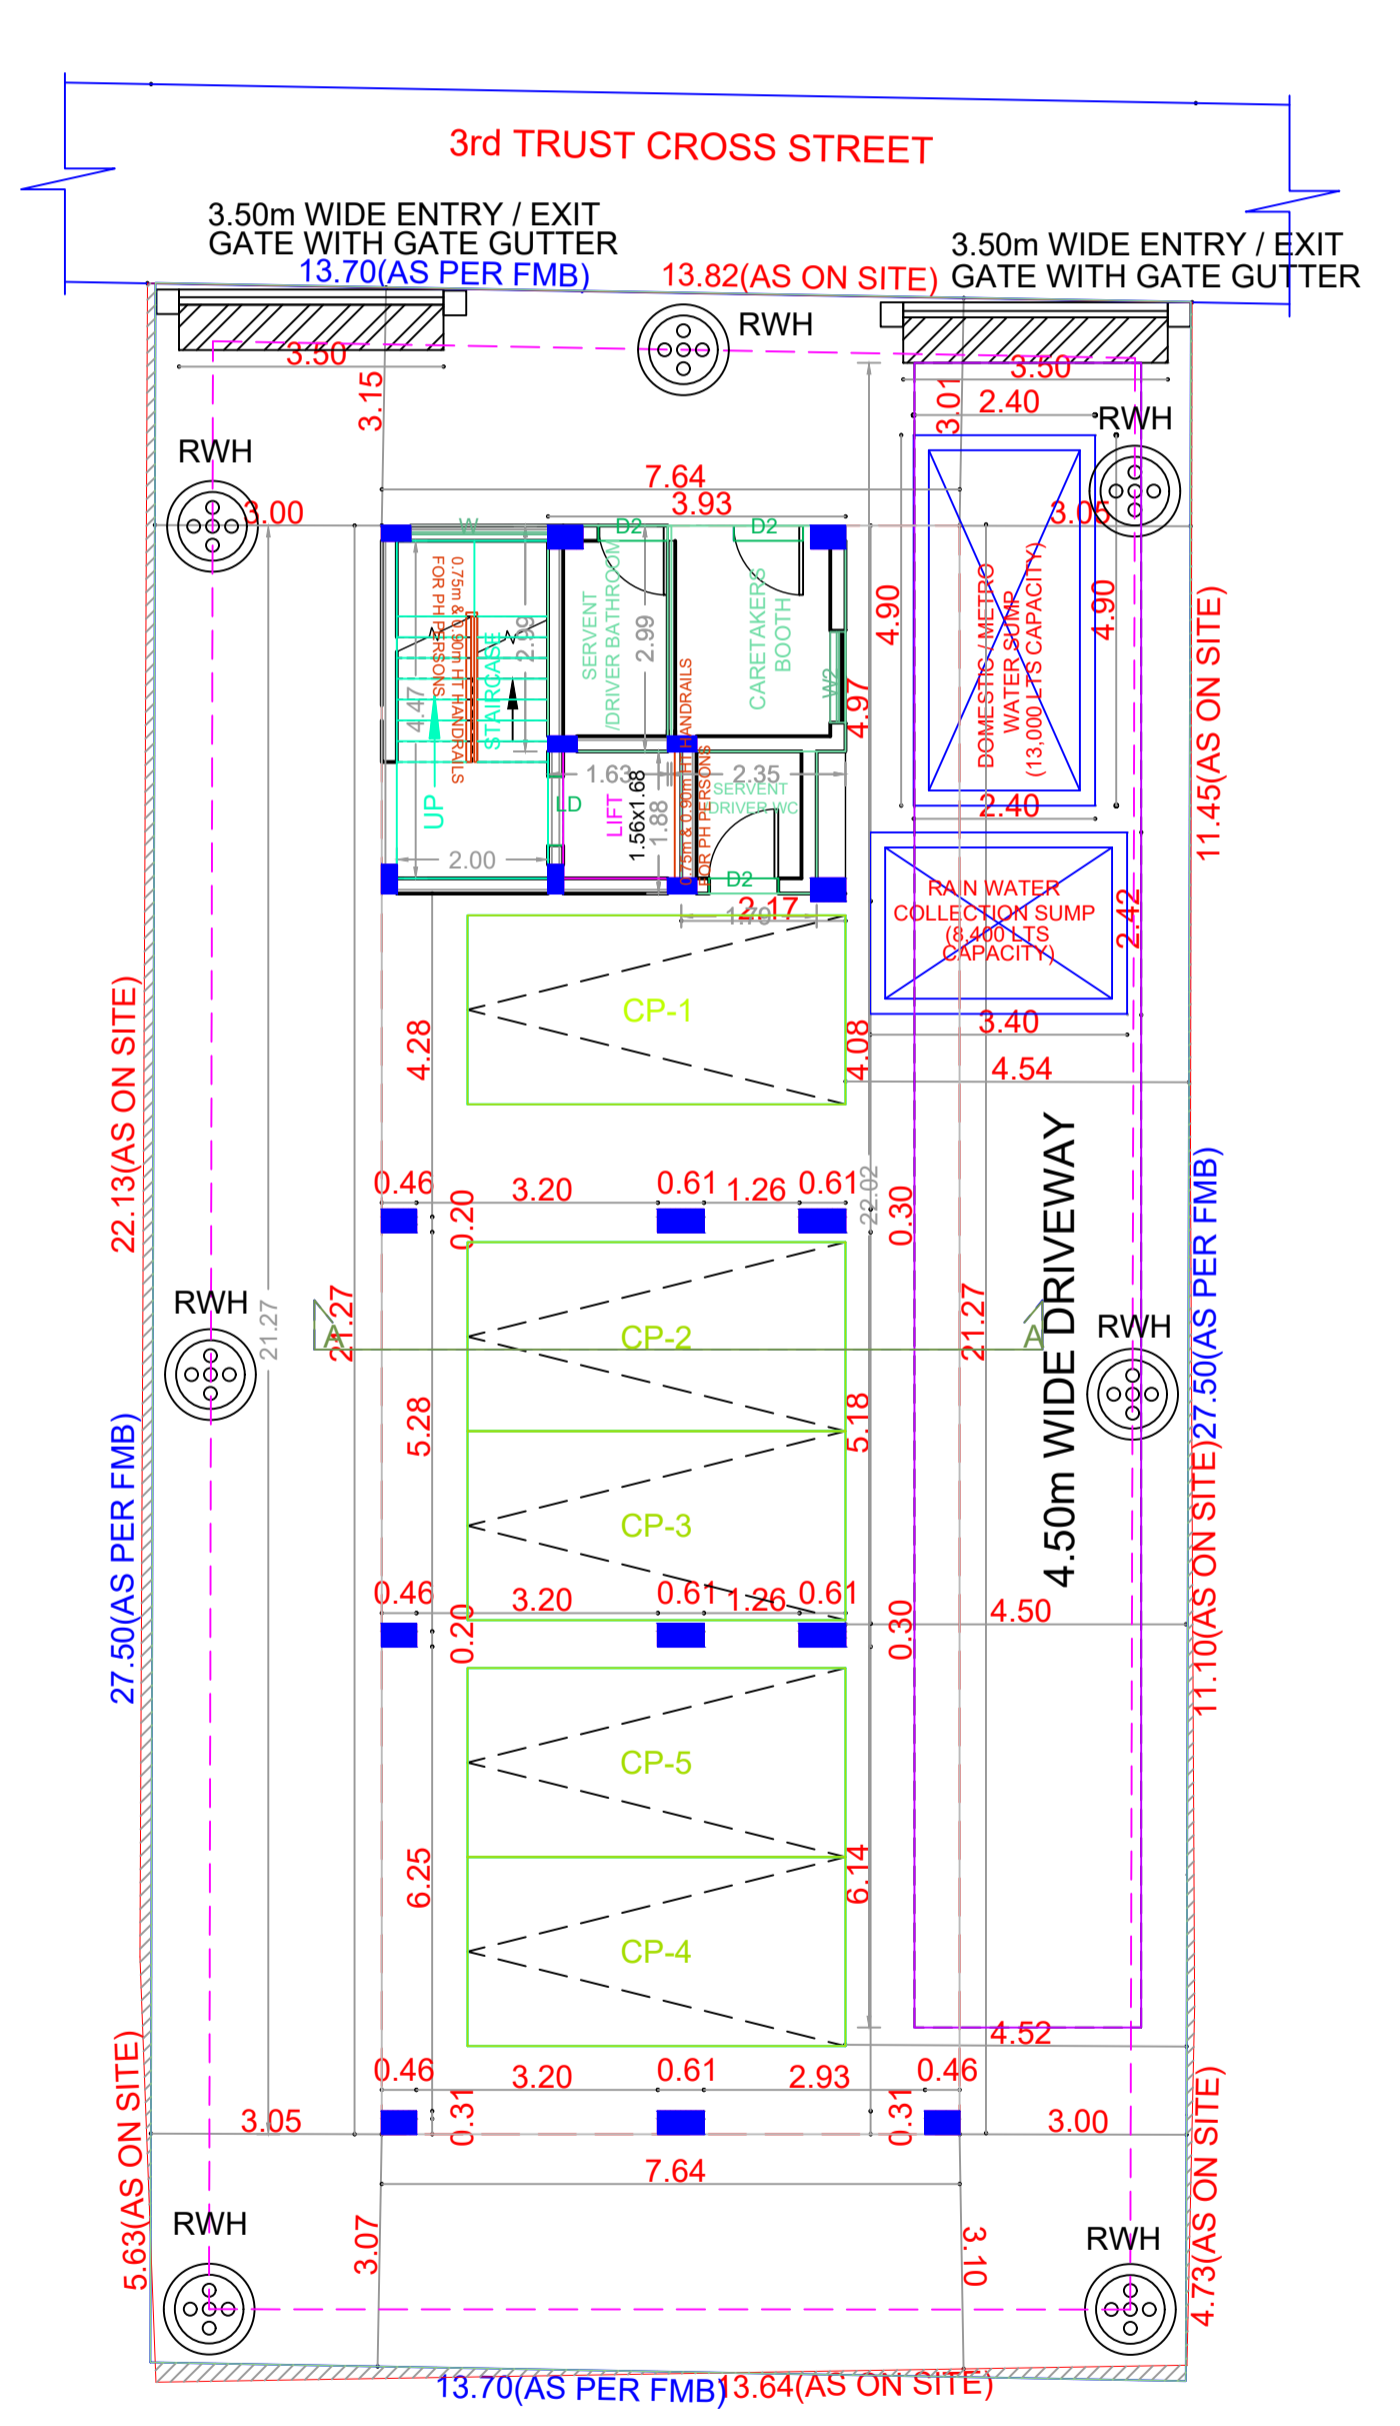 3rd TRUST CROSS STREET
3.50m WIDE ENTRY / EXIT
GATE WITH GATE GUTTER
3.50m WIDE ENTRY / EXIT
GATE WITH GATE GUTTER
13.70(AS PER FMB)
13.82(AS ON SITE)
RWH
3.50
3.50
3.15
3.01
2.40
RWH
RWH
7.64
3.93
3.00
3.05
W
D2
D2
0.75m & 0.90m HT HANDRAILS
FOR PH PERSONS
STAIRCASE
2.99
SERVENT
/DRIVER BATHROOM
2.99
CARETAKERS
BOOTH
W2
4.97
4.90
DOMESTIC / METRO
WATER SUMP
(13,000 LTS CAPACITY)
4.90
11.45(AS ON SITE)
4.47
UP
1.63
2.35
LD
LIFT
1.56x1.68
1.88
0.75m & 0.90m HT HANDRAILS
FOR PH PERSONS
SERVENT
DRIVER WC
2.40
2.00
D2
2.17
1.79
RAIN WATER
COLLECTION SUMP
(8,400 LTS
CAPACITY)
2.42
3.40
CP-1
4.28
4.08
4.54
22.13(AS ON SITE)
0.46
3.20
0.61
1.26
0.61
0.20
22.02
0.30
4.50m WIDE DRIVEWAY
27.50(AS PER FMB)
RWH
RWH
21.27
21.27
21.27
A
A
CP-2
5.28
5.18
CP-3
27.50(AS PER FMB)
11.10(AS ON SITE)
0.46
3.20
0.61
1.26
0.61
0.20
0.30
4.50
CP-5
6.25
6.14
CP-4
4.52
0.46
3.20
0.61
2.93
0.46
0.31
0.31
3.05
3.00
5.63(AS ON SITE)
4.73(AS ON SITE)
7.64
3.07
3.10
RWH
RWH
13.70(AS PER FMB)
13.64(AS ON SITE)